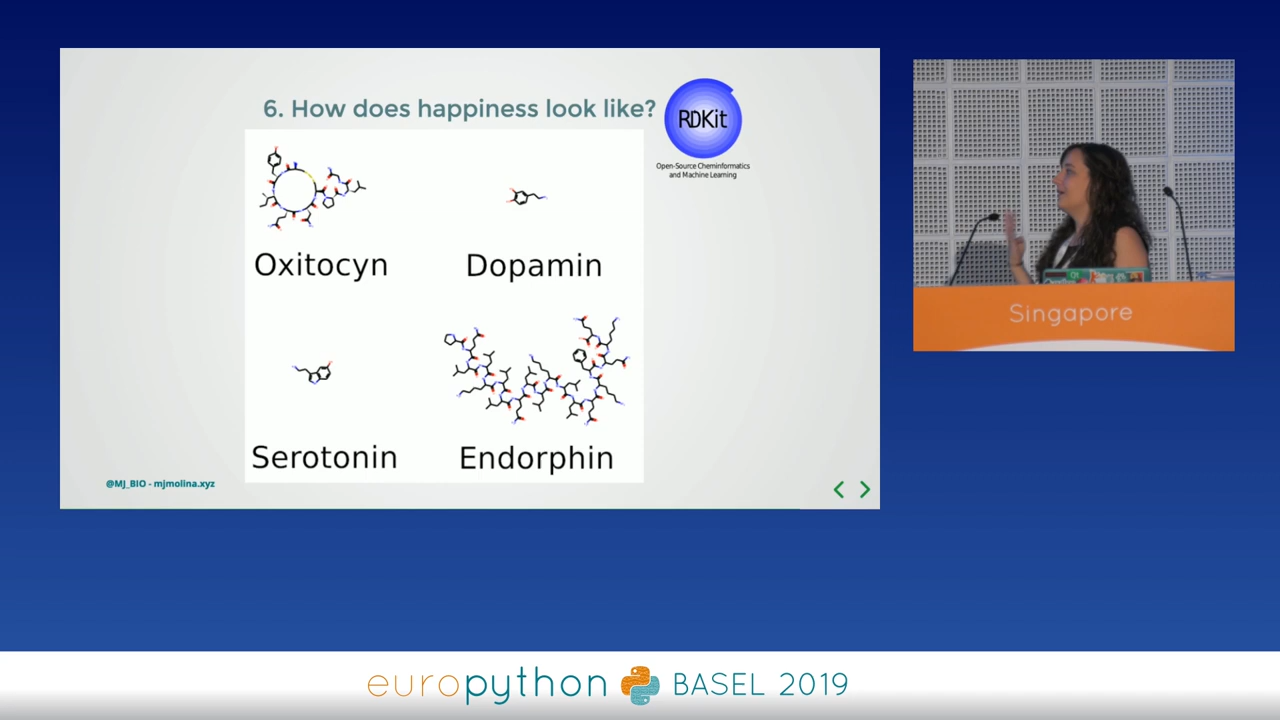 6. How does happiness look like?
RDKit
Open-Source Cheminformatics
and Machine Learning
Oxitocyn
Dopamin
Serotonin
Endorphin
@MJ_BIO - mjmolina.xyz
Singapore
europython BASEL 2019